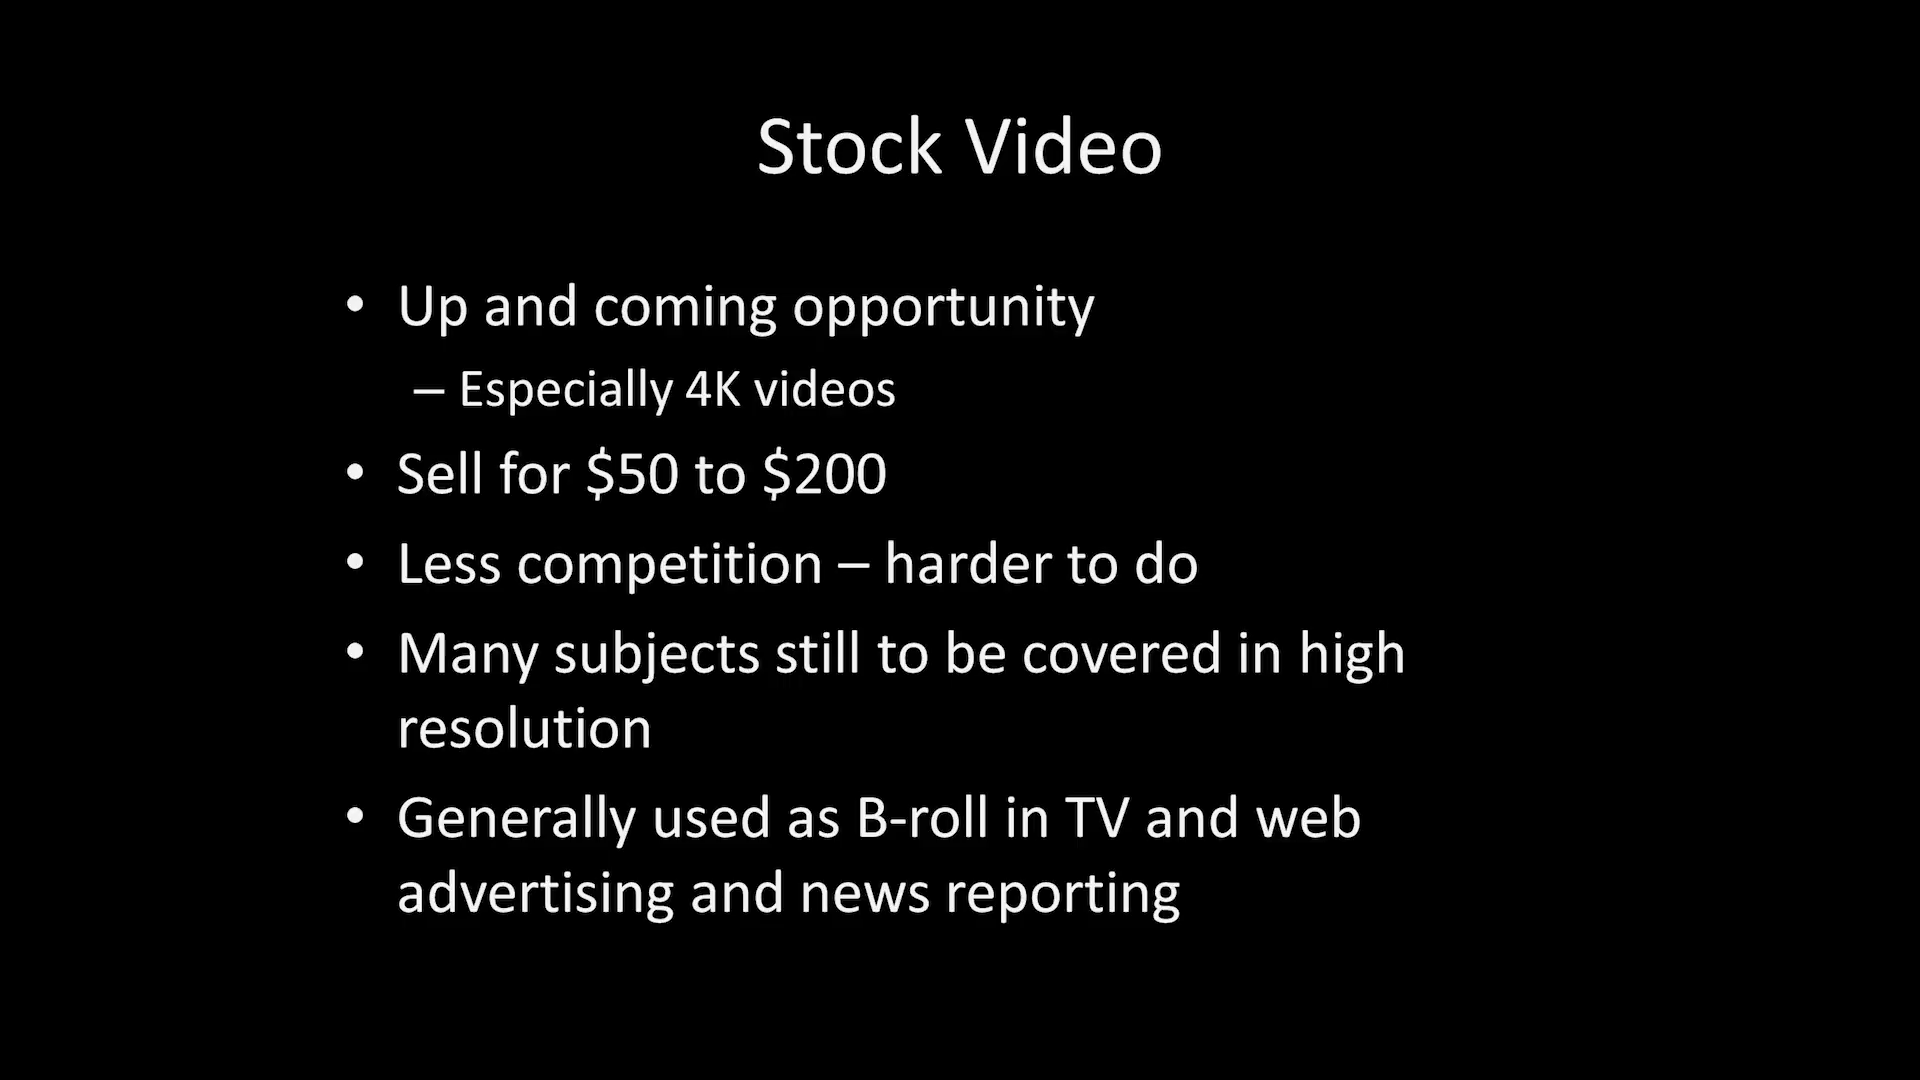 Stock Video
• Up and coming opportunity
– Especially 4K videos
• Sell for $50 to $200
• Less competition – harder to do
• Many subjects still to be covered in high
resolution
• Generally used as B-roll in TV and web
advertising and news reporting